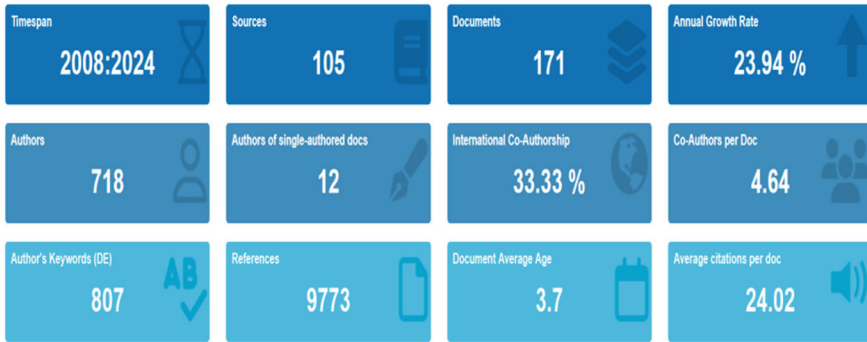 Timespan
2008:2024
Sources
105
Documents
171
Annual Growth Rate
23.94 %
Authors
718
Authors of single-authored docs
12
International Co-Authorship
33.33 %
Co-Authors per Doc
4.64
Author's Keywords (DE)
807
AB
References
9773
Document Average Age
3.7
Average citations per doc
24.02